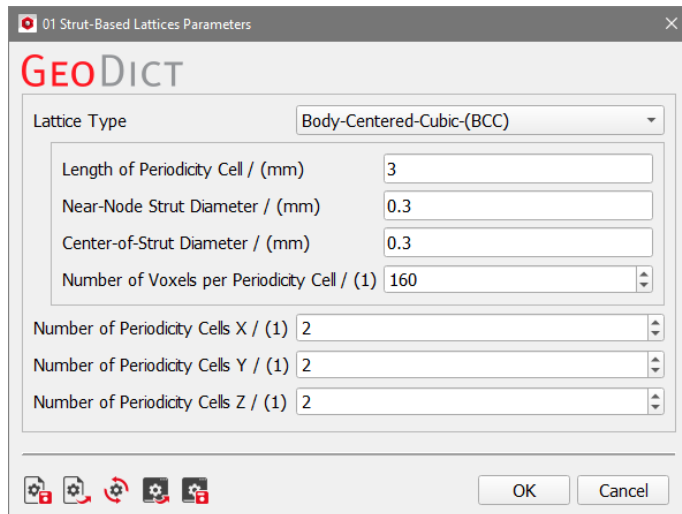 01 Strut-Based Lattices Parameters
GEODICT
Lattice Type Body-Centered-Cubic-(BCC)
Length of Periodicity Cell / (mm) 3
Near-Node Strut Diameter / (mm) 0.3
Center-of-Strut Diameter / (mm) 0.3
Number of Voxels per Periodicity Cell / (1) 160
Number of Periodicity Cells X / (1) 2
Number of Periodicity Cells Y / (1) 2
Number of Periodicity Cells Z / (1) 2
OK Cancel